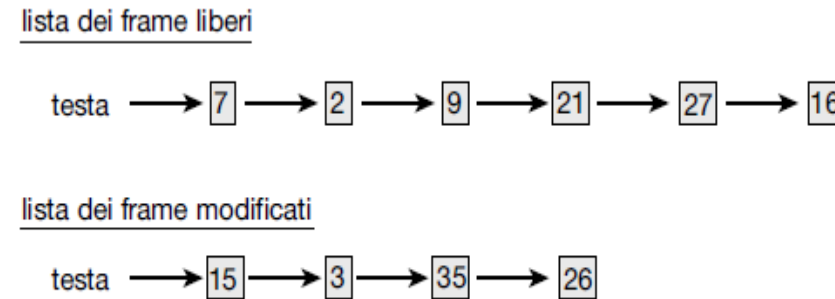 lista dei frame liberi
testa 7 2 9 21 27 16
lista dei frame modificati
testa 15 3 35 26